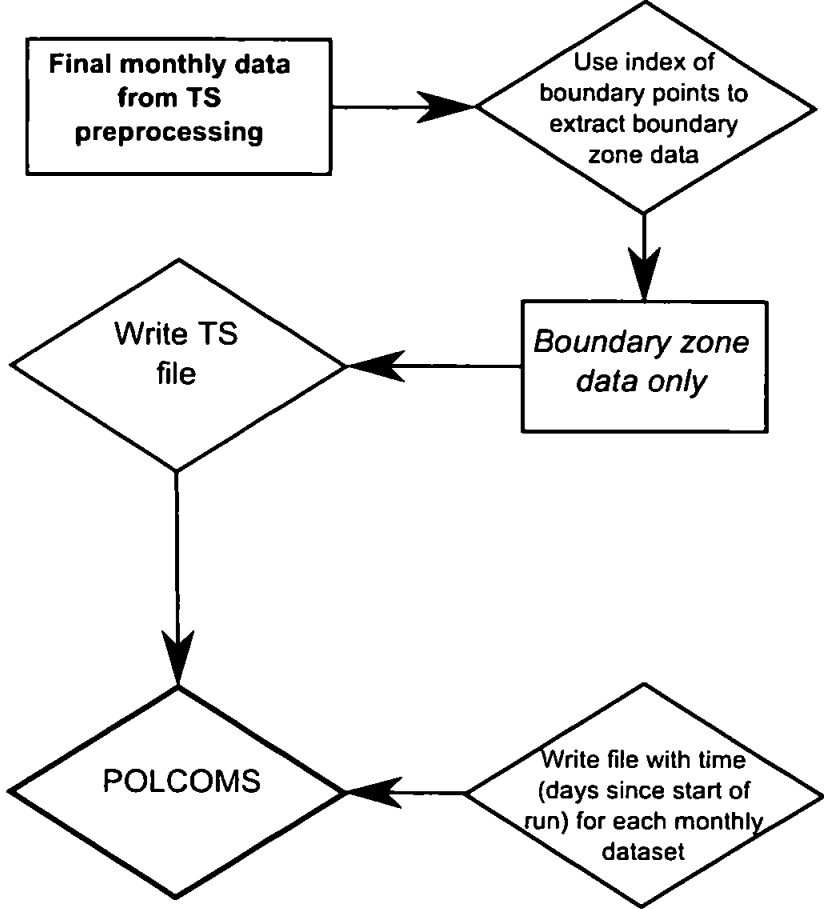 Final monthly data
from TS
preprocessing
Use index of
boundary points to
extract boundary
zone data
Boundary zone
data only
Write TS
file
POLCOMS
Write file with time
(days since start of
run) for each monthly
dataset